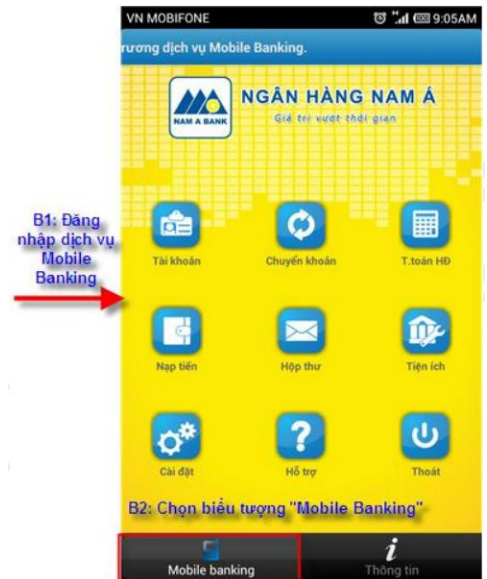 VN MOBIFONE 9:05AM
rương dịch vụ Mobile Banking.
NAM A BANK
NGÂN HÀNG NAM Á
Giá trị vượt thời gian
B1: Đăng
nhập dịch vụ
Mobile
Banking
Tài khoản Chuyển khoản T.toán HĐ
Nạp tiền Hộp thư Tiện ích
Cài đặt Hỗ trợ Thoát
B2: Chọn biểu tượng "Mobile Banking"
Mobile banking Thông tin